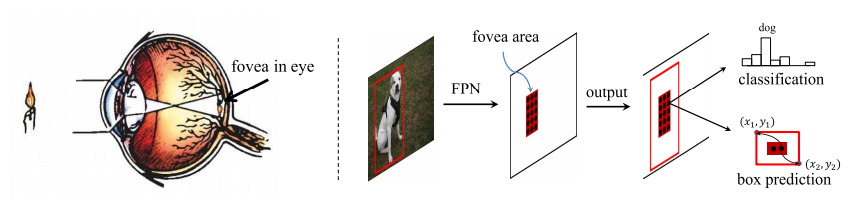 fovea in eye
fovea area
FPN
output
dog
classification
(x₁, y₁)
(x₂, y₂)
box prediction